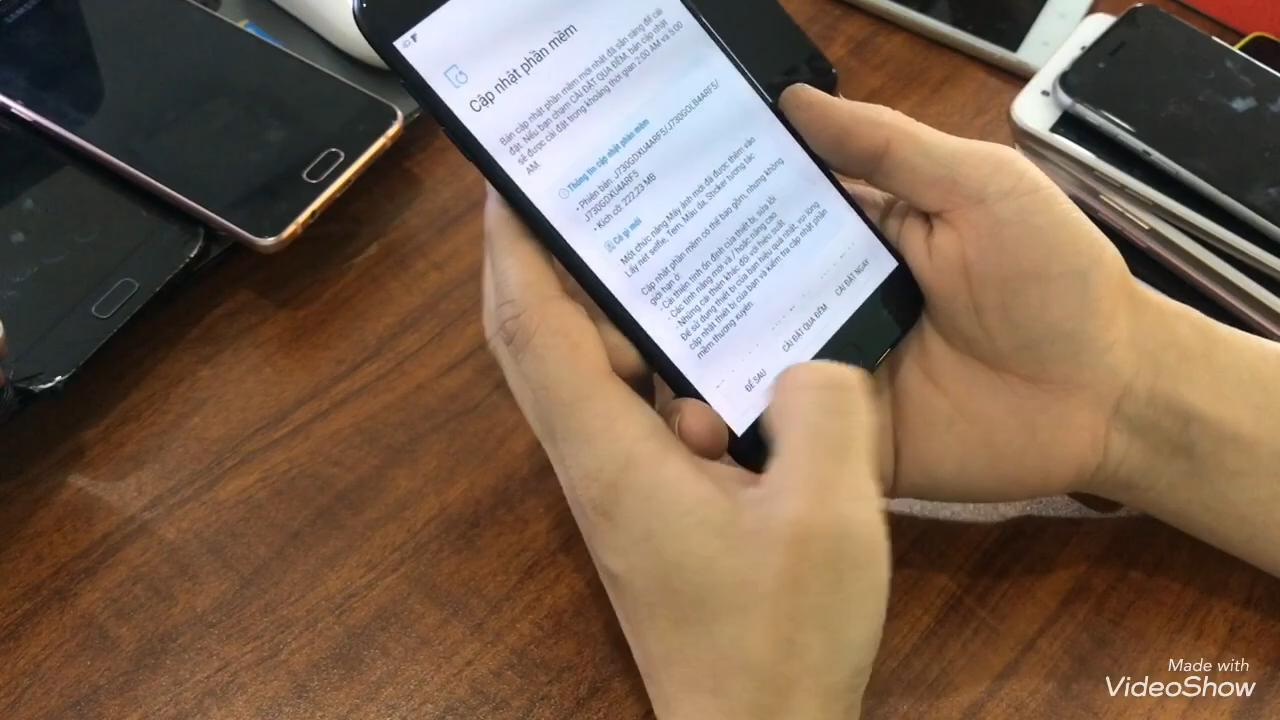 SAMSUNG
Cập nhật phần mềm
Bản cập nhật phần mềm mới nhất đã sẵn sàng để cài
đặt. Nếu bạn chạm CÀI ĐẶT QUA ĐÊM, bản cập nhật
sẽ được cài đặt trong khoảng thời gian 2:00 AM và 5:00
AM.
Thông tin cập nhật phần mềm
- Phiên bản: J730GDXU4ARF5/J730GOLB4ARF5/
J730GDXU4ARF5
- Kích cỡ: 222.23 MB
Có gì mới
Một chức năng Máy ảnh mới đã được thêm vào
Lấy nét selfie, Tem, Màu da, Sticker tương tác
Cập nhật phần mềm có thể bao gồm, nhưng không
giới hạn ở:
- Cải thiện tính ổn định của thiết bị, sửa lỗi
- Các tính năng mới và / hoặc nâng cao
- Những cải thiện khác đối với hiệu suất
Để sử dụng thiết bị của bạn hiệu quả nhất, vui lòng
cập nhật thiết bị của bạn và kiểm tra cập nhật phần
mềm thường xuyên.
ĐỂ SAU
CÀI ĐẶT QUA ĐÊM
CÀI ĐẶT NGAY
Made with
VideoShow